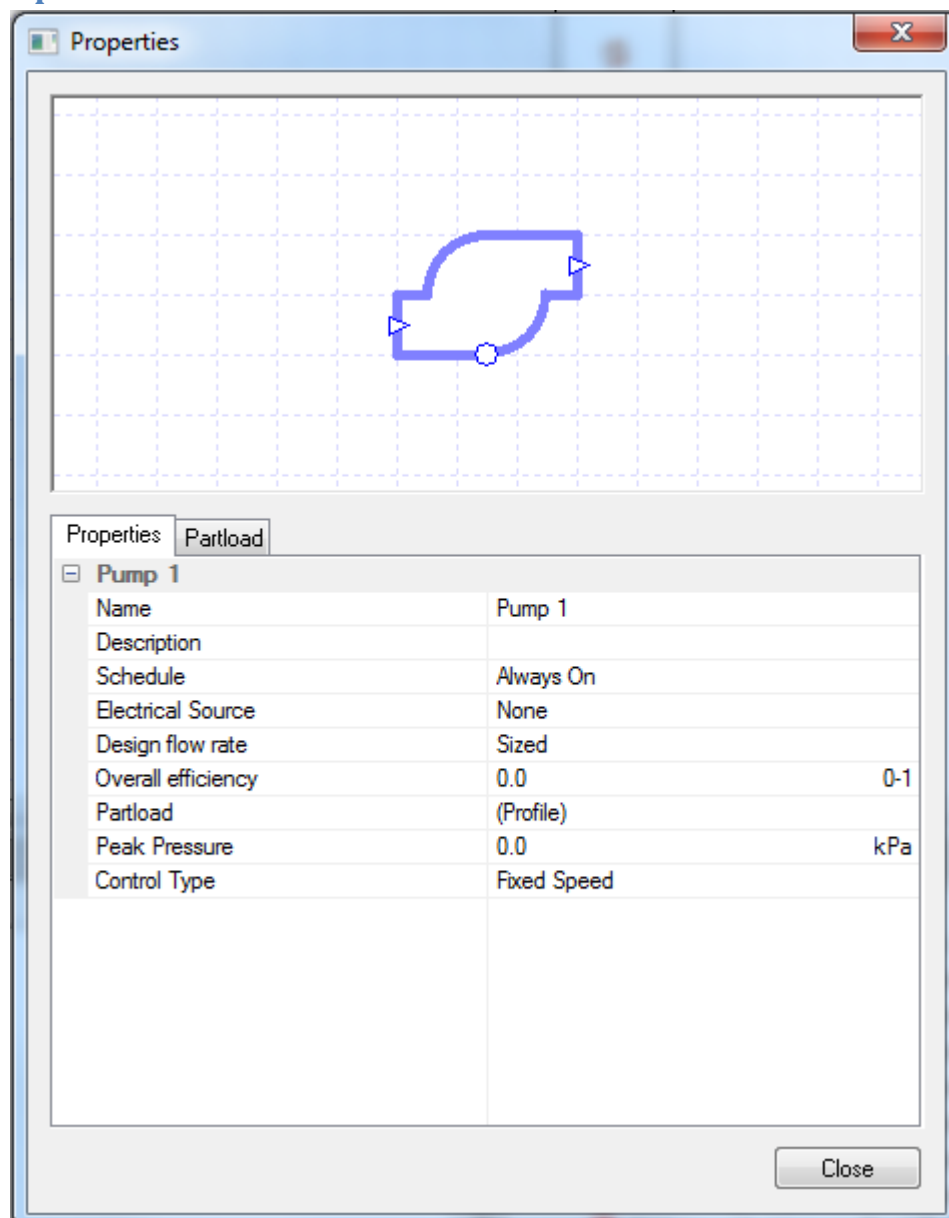 Properties
Properties Partload
Pump 1
Name Pump 1
Description
Schedule Always On
Electrical Source None
Design flow rate Sized
Overall efficiency 0.0 0-1
Partload (Profile)
Peak Pressure 0.0 kPa
Control Type Fixed Speed
Close